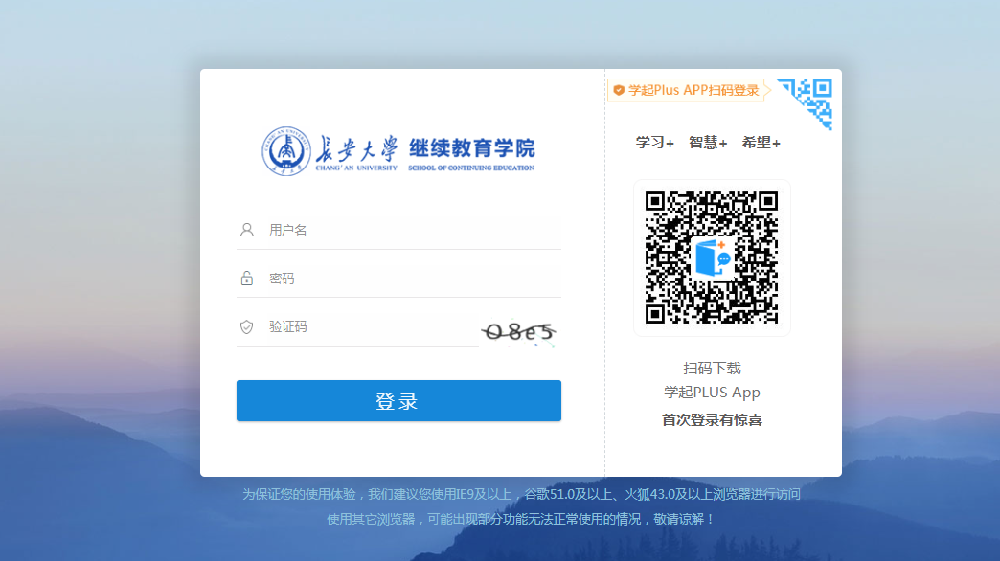 长安大学 继续教育学院
CHANG'AN UNIVERSITY SCHOOL OF CONTINUING EDUCATION
用户名
密码
验证码 08e5
登录
学起Plus APP扫码登录
学习+ 智慧+ 希望+
扫码下载
学起PLUS App
首次登录有惊喜
为保证您的使用体验，我们建议您使用IE9及以上，谷歌51.0及以上、火狐43.0及以上浏览器进行访问
使用其它浏览器，可能出现部分功能无法正常使用的情况，敬请谅解！